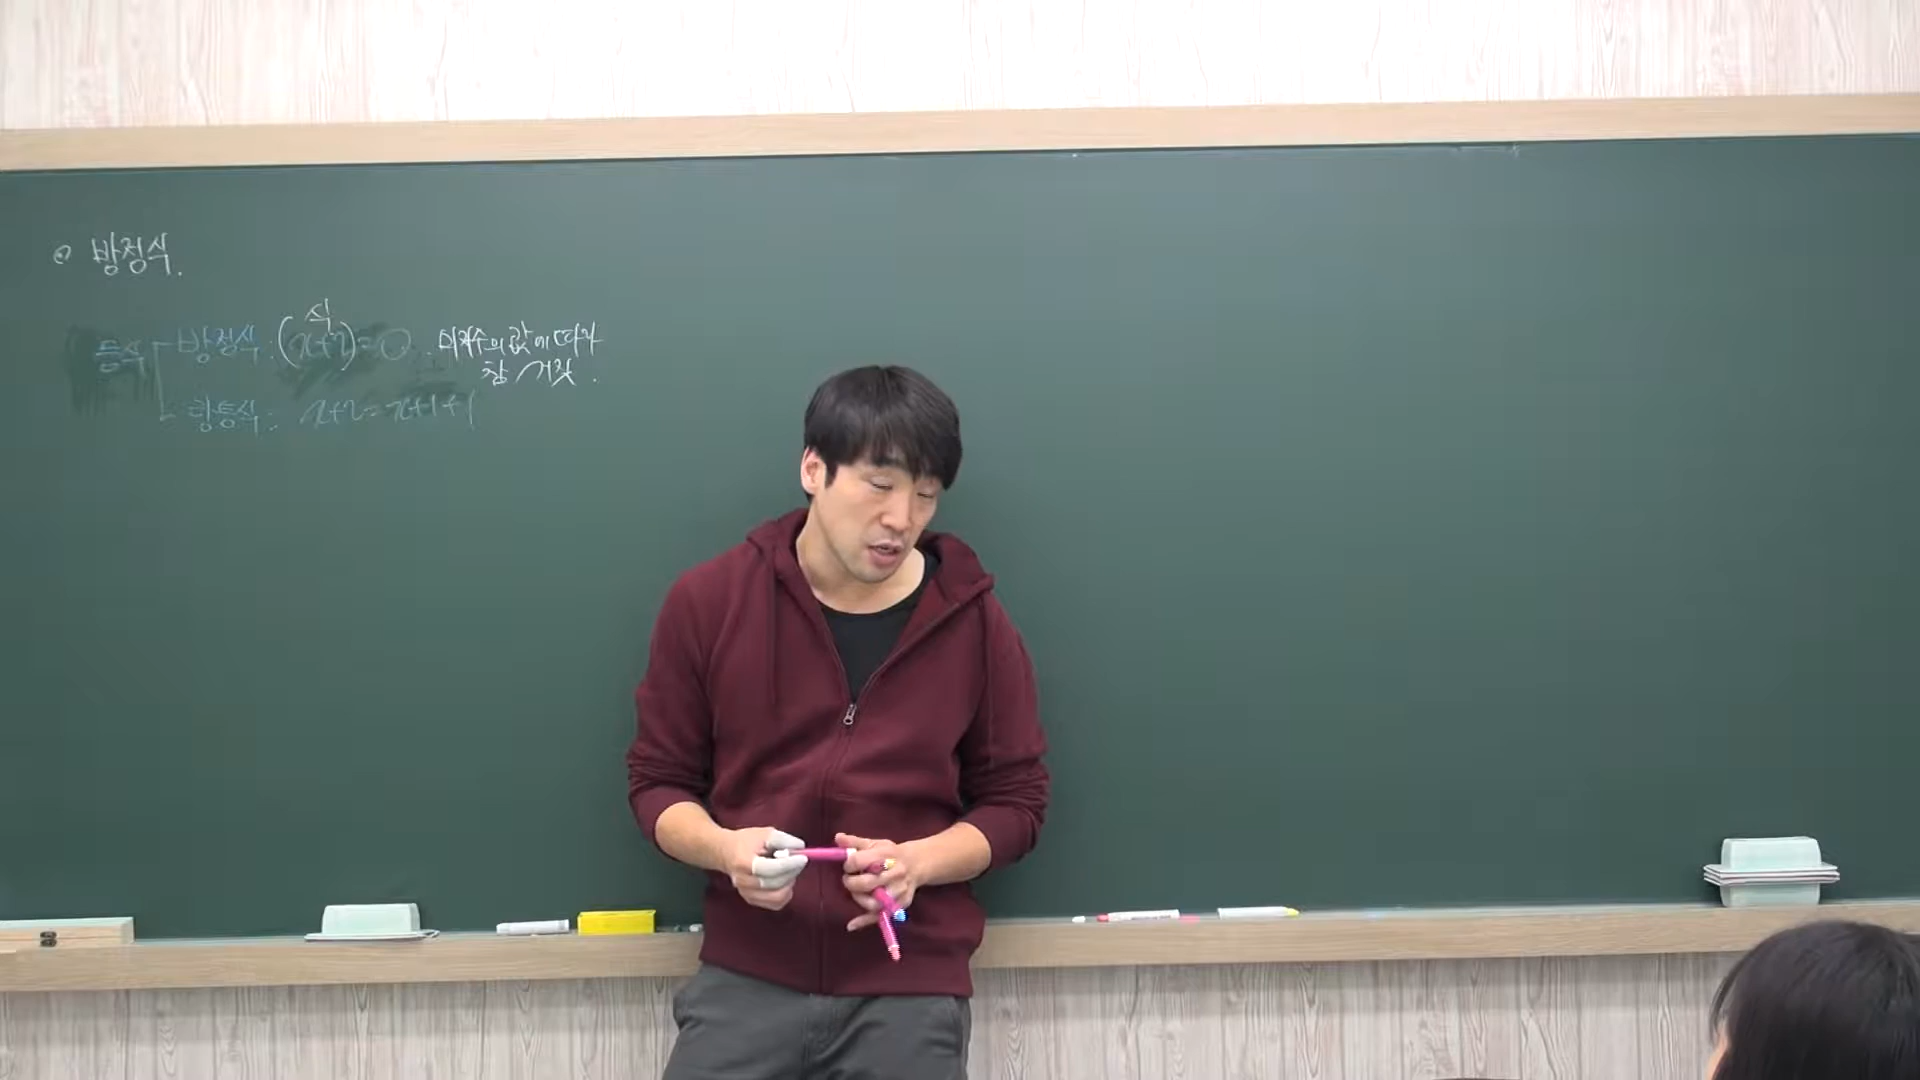 방정식.
식
등식 방정식 : (x+2)=0. 미지수의 값에 따라
참/거짓.
항등식 : x+2=x+1+1